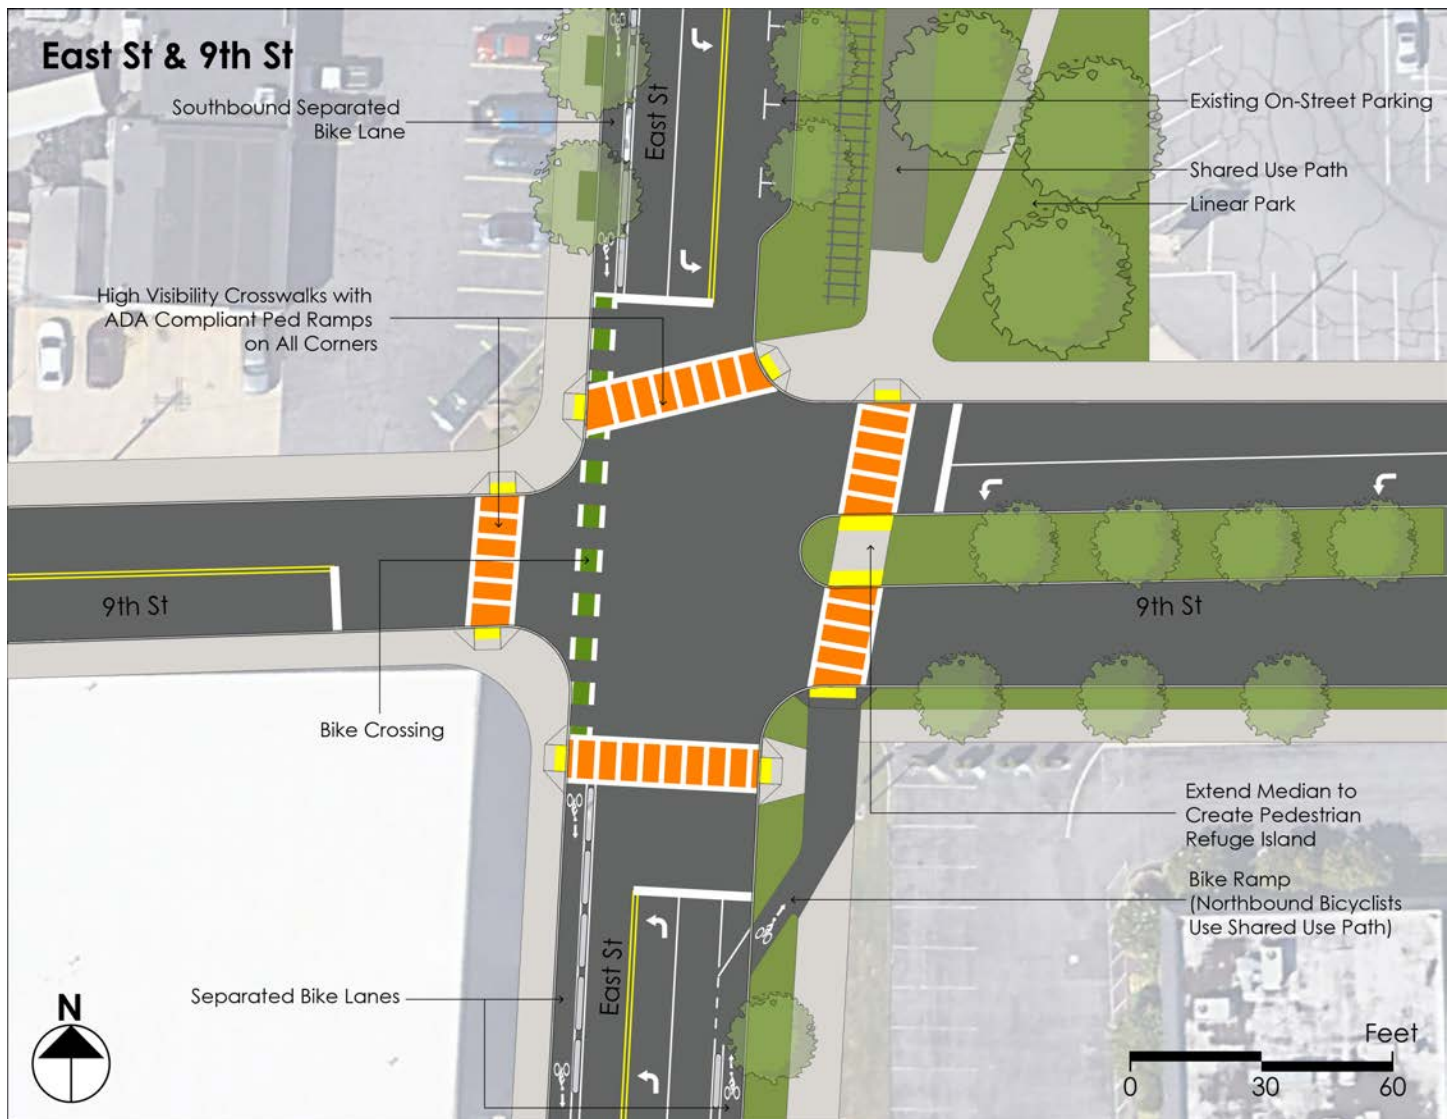 East St & 9th St
Southbound Separated
Bike Lane
East St
Existing On-Street Parking
Shared Use Path
Linear Park
High Visibility Crosswalks with
ADA Compliant Ped Ramps
on All Corners
9th St
9th St
Bike Crossing
Extend Median to
Create Pedestrian
Refuge Island
Bike Ramp
(Northbound Bicyclists
Use Shared Use Path)
East St
Separated Bike Lanes
N
Feet
0 30 60